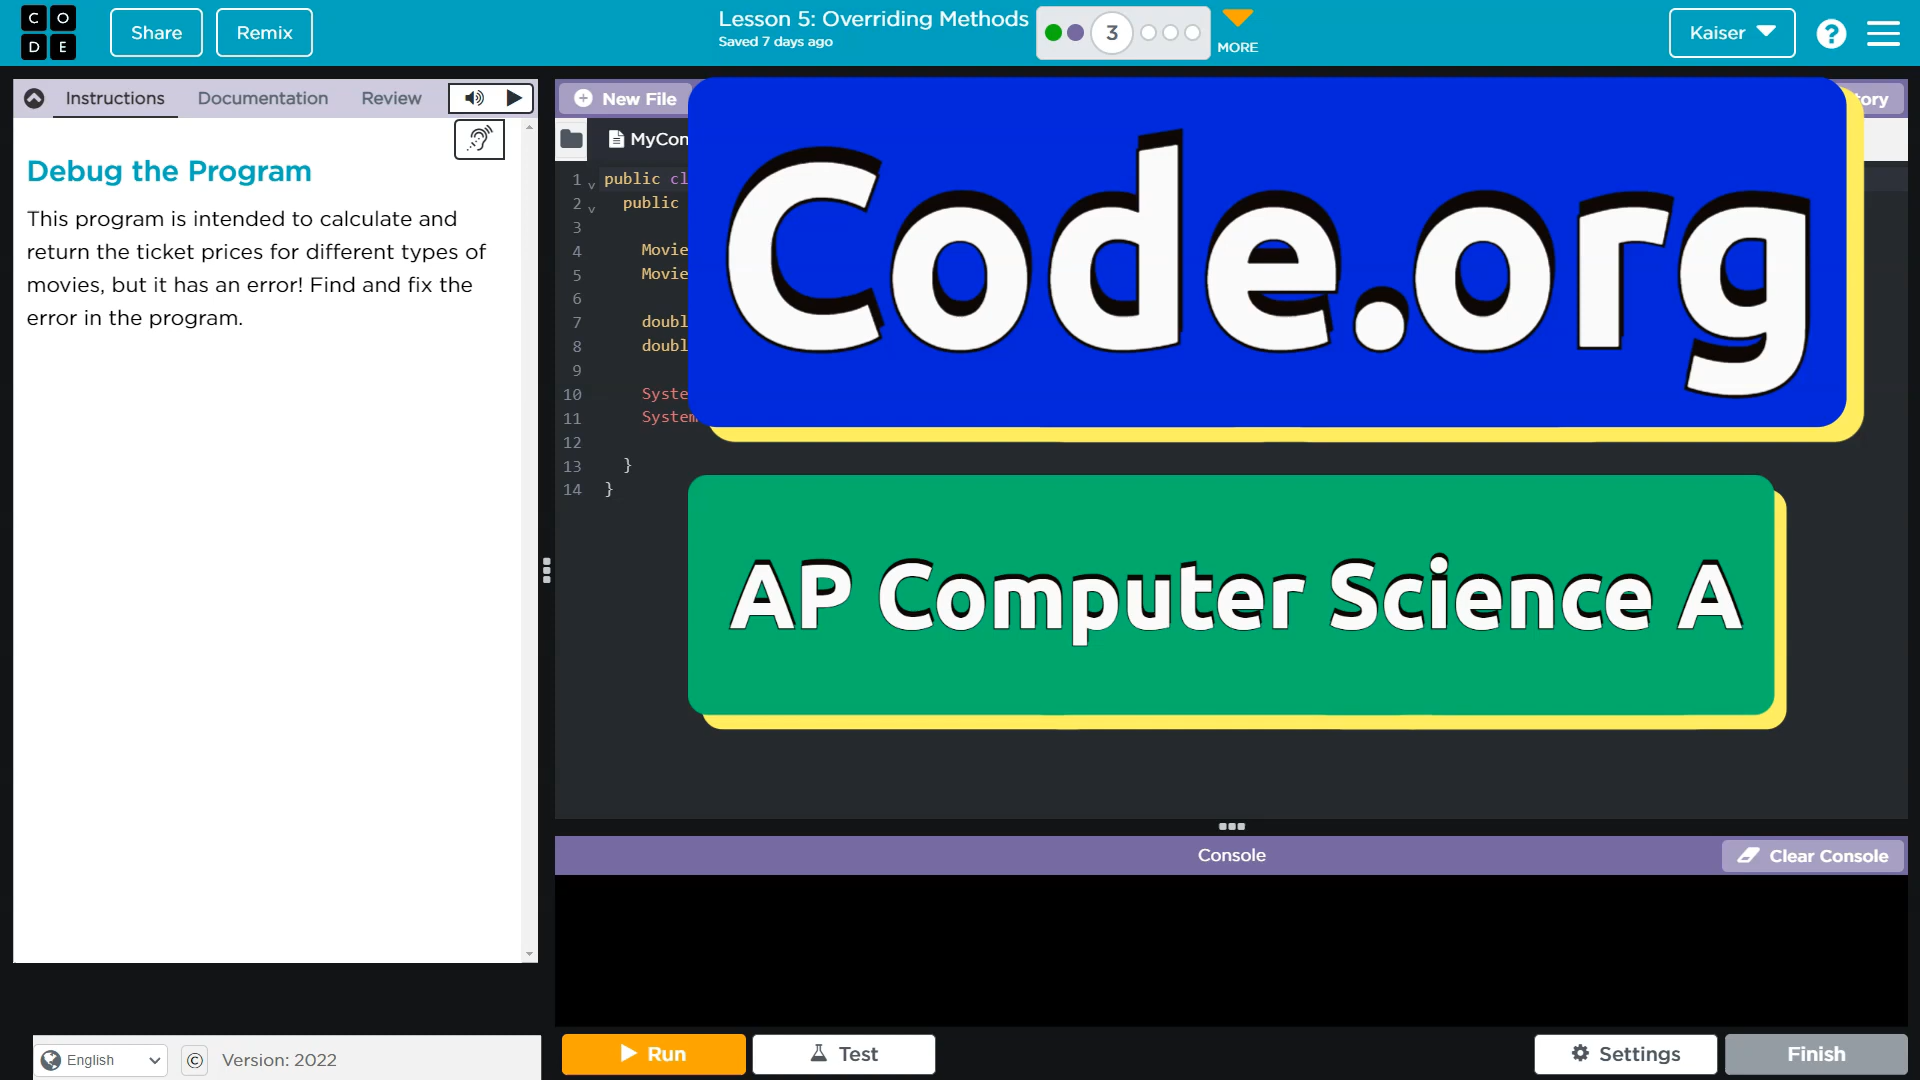 C O
D E
Share
Remix
Lesson 5: Overriding Methods
Saved 7 days ago
3
MORE
Kaiser
?
Instructions
Documentation
Review
New File
Debug the Program
This program is intended to calculate and
return the ticket prices for different types of
movies, but it has an error! Find and fix the
error in the program.
MyCon
1 public cl
2 public
3
4 Movie
5 Movie
6
7 doubl
8 doubl
9
10 Syste
11 System
12
13 }
14 }
Code.org
AP Computer Science A
tory
Console
Clear Console
English
©
Version: 2022
Run
Test
Settings
Finish